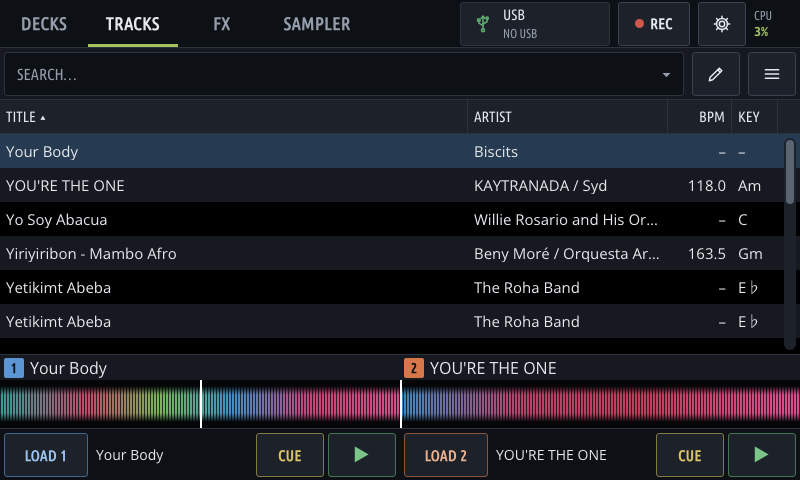 DECKS TRACKS FX SAMPLER USB NO USB REC CPU 3%
SEARCH...
TITLE ▴ ARTIST BPM KEY
Your Body Biscits – –
YOU'RE THE ONE KAYTRANADA / Syd 118.0 Am
Yo Soy Abacua Willie Rosario and His Or... – C
Yiriyiribon - Mambo Afro Beny Moré / Orquesta Ar... 163.5 Gm
Yetikimt Abeba The Roha Band – E♭
Yetikimt Abeba The Roha Band – E♭
1 Your Body 2 YOU'RE THE ONE
LOAD 1 Your Body CUE LOAD 2 YOU'RE THE ONE CUE